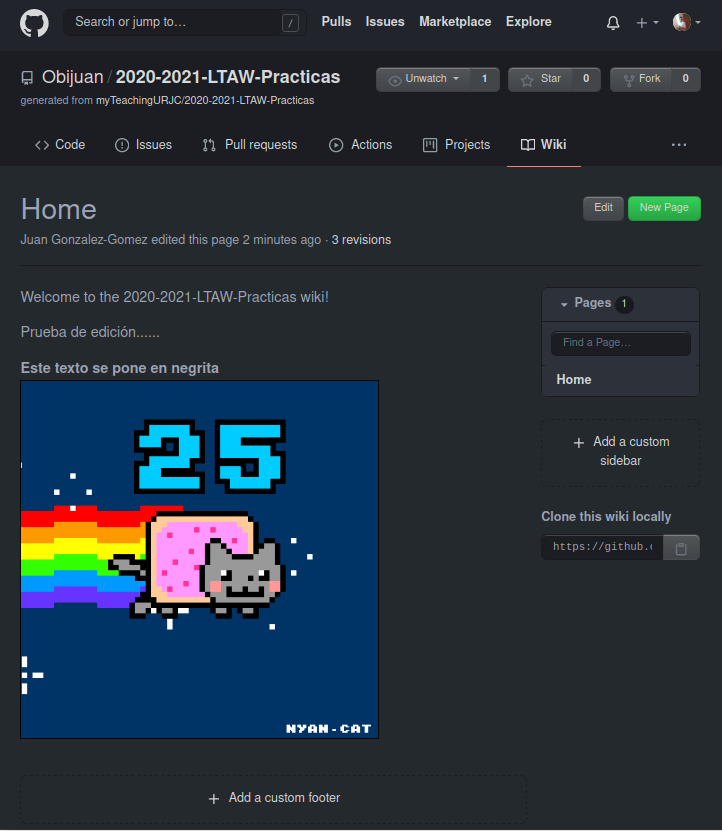 Search or jump to…
/
Pulls
Issues
Marketplace
Explore
Obijuan / 2020-2021-LTAW-Practicas
Unwatch
1
Star
0
Fork
0
generated from myTeachingURJC/2020-2021-LTAW-Practicas
Code
Issues
Pull requests
Actions
Projects
Wiki
Home
Edit
New Page
Juan Gonzalez-Gomez edited this page 2 minutes ago · 3 revisions
Welcome to the 2020-2021-LTAW-Practicas wiki!
Prueba de edición......
Este texto se pone en negrita
25
NYAN-CAT
Pages 1
Find a Page…
Home
+ Add a custom
sidebar
Clone this wiki locally
https://github.c
+ Add a custom footer